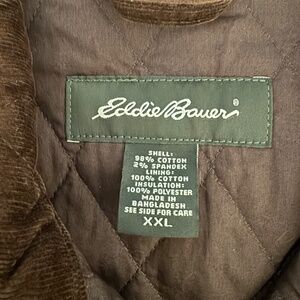 Eddie Bauer®
SHELL:
98% COTTON
2% SPANDEX
LINING:
100% COTTON
INSULATION:
100% POLYESTER
MADE IN
BANGLADESH
SEE SIDE FOR CARE
XXL